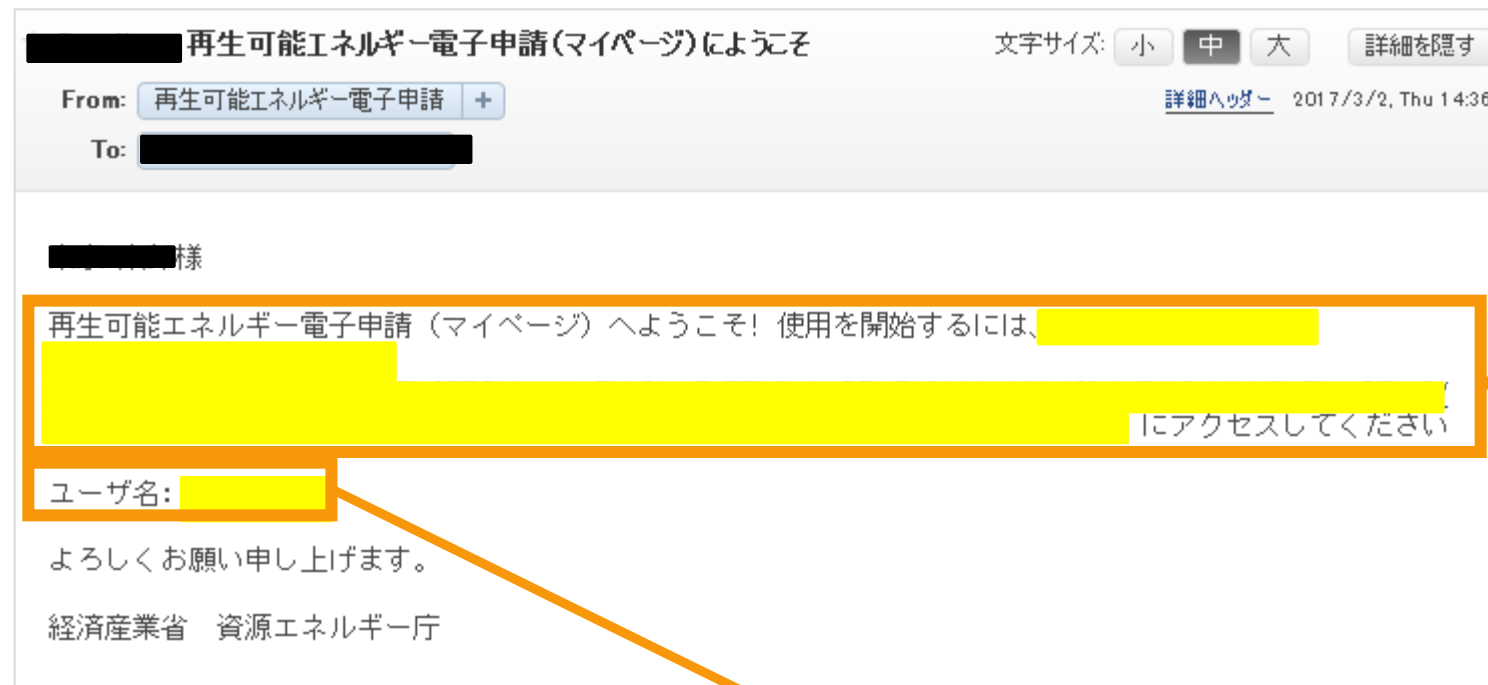 再生可能エネルギー電子申請(マイページ)にようこそ
文字サイズ: 小 中 大 詳細を隠す
From: 再生可能エネルギー電子申請 +
詳細ヘッダー 2017/3/2, Thu 14:36
To:
様
再生可能エネルギー電子申請（マイページ）へようこそ! 使用を開始するには、
にアクセスしてください
ユーザ名:
よろしくお願い申し上げます。
経済産業省　資源エネルギー庁